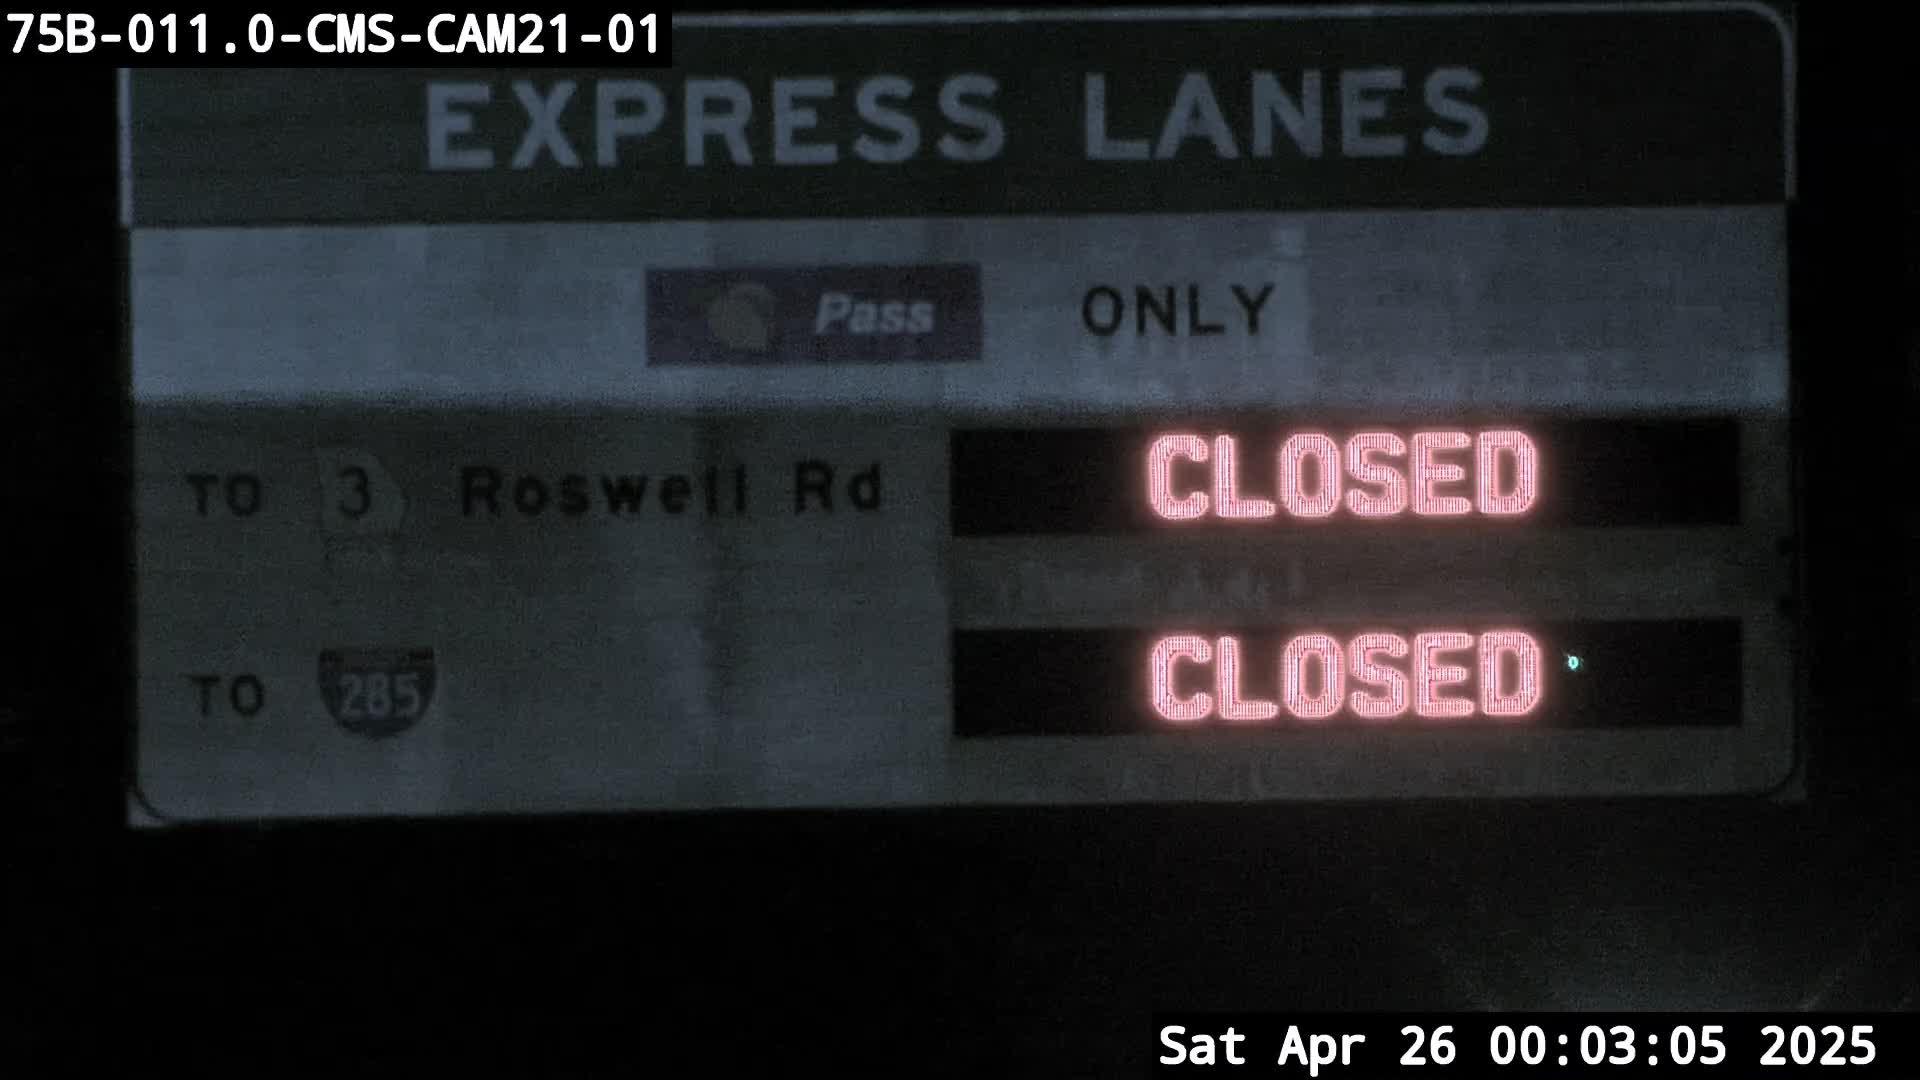 75B-011.0-CMS-CAM21-01
EXPRESS LANES
Pass ONLY
TO 3 Roswell Rd CLOSED
TO 285 CLOSED
Sat Apr 26 00:03:05 2025